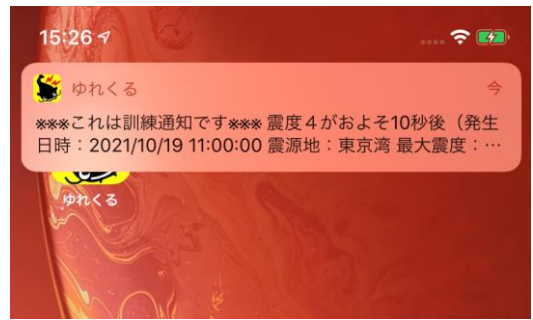 15:26
ゆれくる 今
※※※これは訓練通知です※※※ 震度４がおよそ10秒後（発生
日時：2021/10/19 11:00:00 震源地：東京湾 最大震度：…
ゆれくる